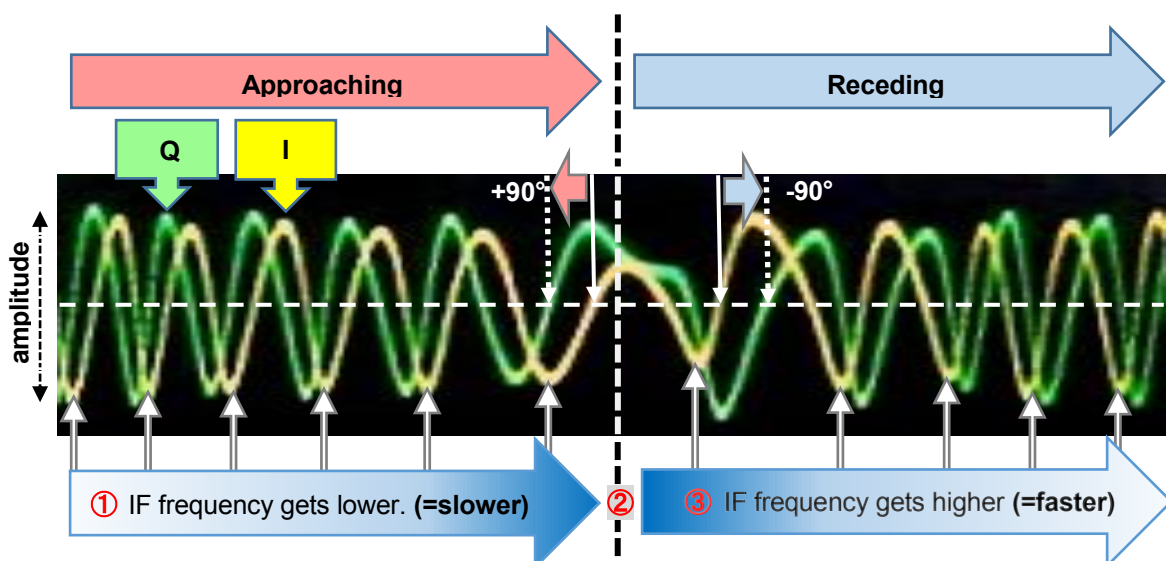 Approaching
Receding
Q
I
+90°
-90°
amplitude
① IF frequency gets lower. (=slower)
②
③ IF frequency gets higher (=faster)